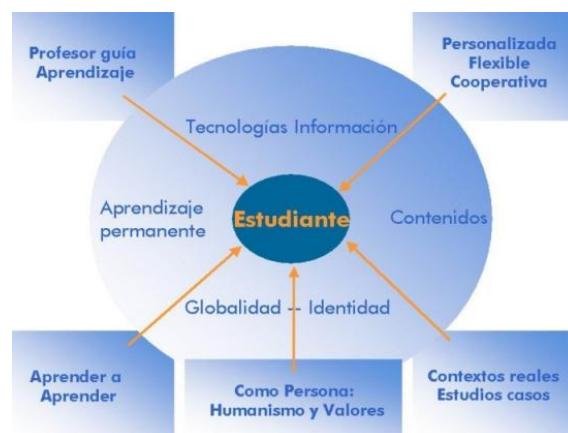 Profesor guía
Aprendizaje
Personalizada
Flexible
Cooperativa
Tecnologías Información
Aprendizaje
permanente
Estudiante
Contenidos
Globalidad -- Identidad
Aprender a
Aprender
Como Persona:
Humanismo y Valores
Contextos reales
Estudios casos